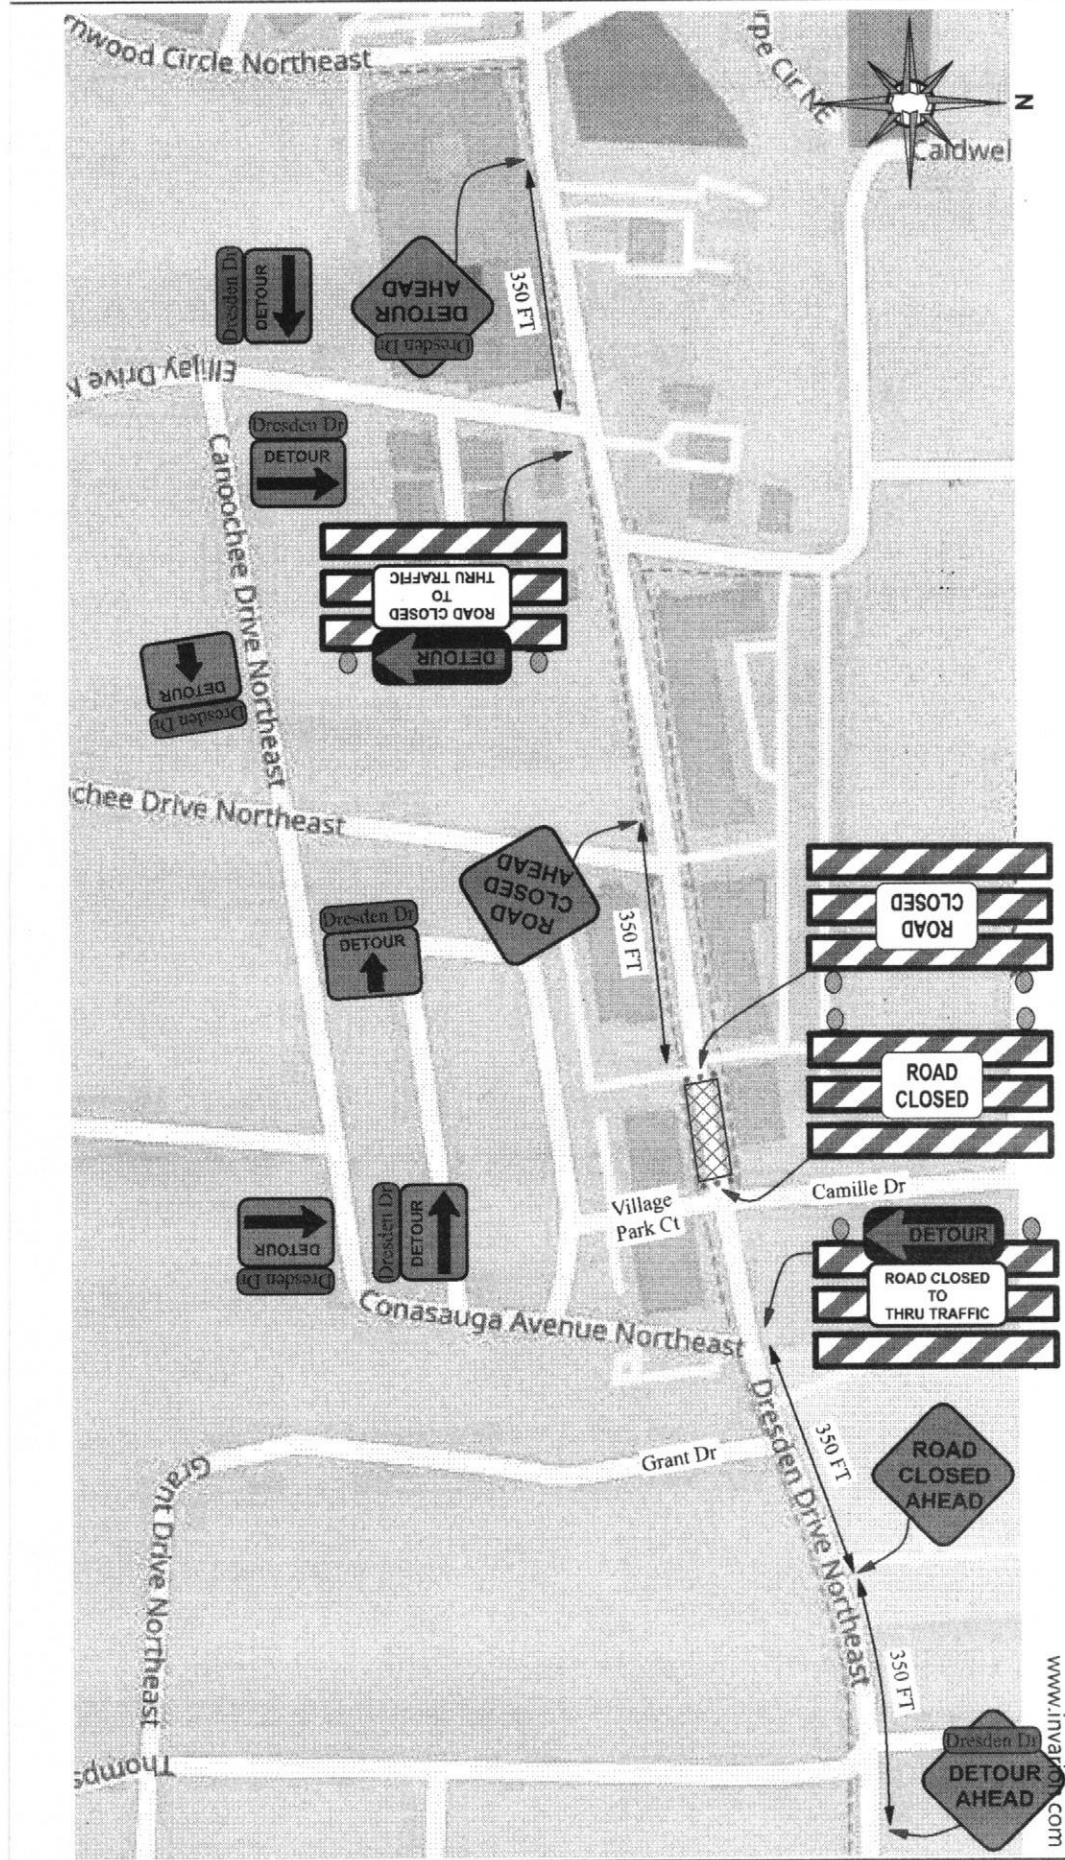 nwood Circle Northeast
rpe Cir NE
N
Caldwel
Dresden Dr
DETOUR
DETOUR
AHEAD
Dresden Dr
350 FT
Ellijay Drive N
Dresden Dr
DETOUR
Canoochee Drive Northeast
ROAD CLOSED
TO
THRU TRAFFIC
DETOUR
DETOUR
Dresden Dr
chee Drive Northeast
ROAD
CLOSED
AHEAD
350 FT
ROAD
CLOSED
Dresden Dr
DETOUR
ROAD
CLOSED
Village
Park Ct
Camille Dr
Dresden Dr
DETOUR
DETOUR
Dresden Dr
DETOUR
ROAD CLOSED
TO
THRU TRAFFIC
Conasauga Avenue Northeast
Dresden Drive Northeast
350 FT
ROAD
CLOSED
AHEAD
Grant Dr
Grant Drive Northeast
350 FT
Thomps
Dresden Dr
DETOUR
AHEAD
www.invarion.com